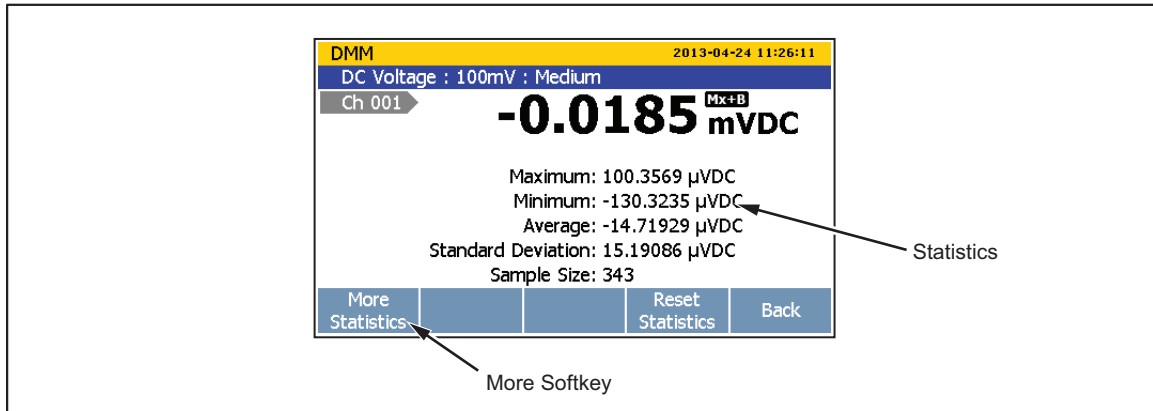 DMM 2013-04-24 11:26:11
DC Voltage : 100mV : Medium
Ch 001
-0.0185 Mx+B mVDC
Maximum: 100.3569 µVDC
Minimum: -130.3235 µVDC
Average: -14.71929 µVDC
Standard Deviation: 15.19086 µVDC
Sample Size: 343
Statistics
More Statistics
Reset Statistics
Back
More Softkey